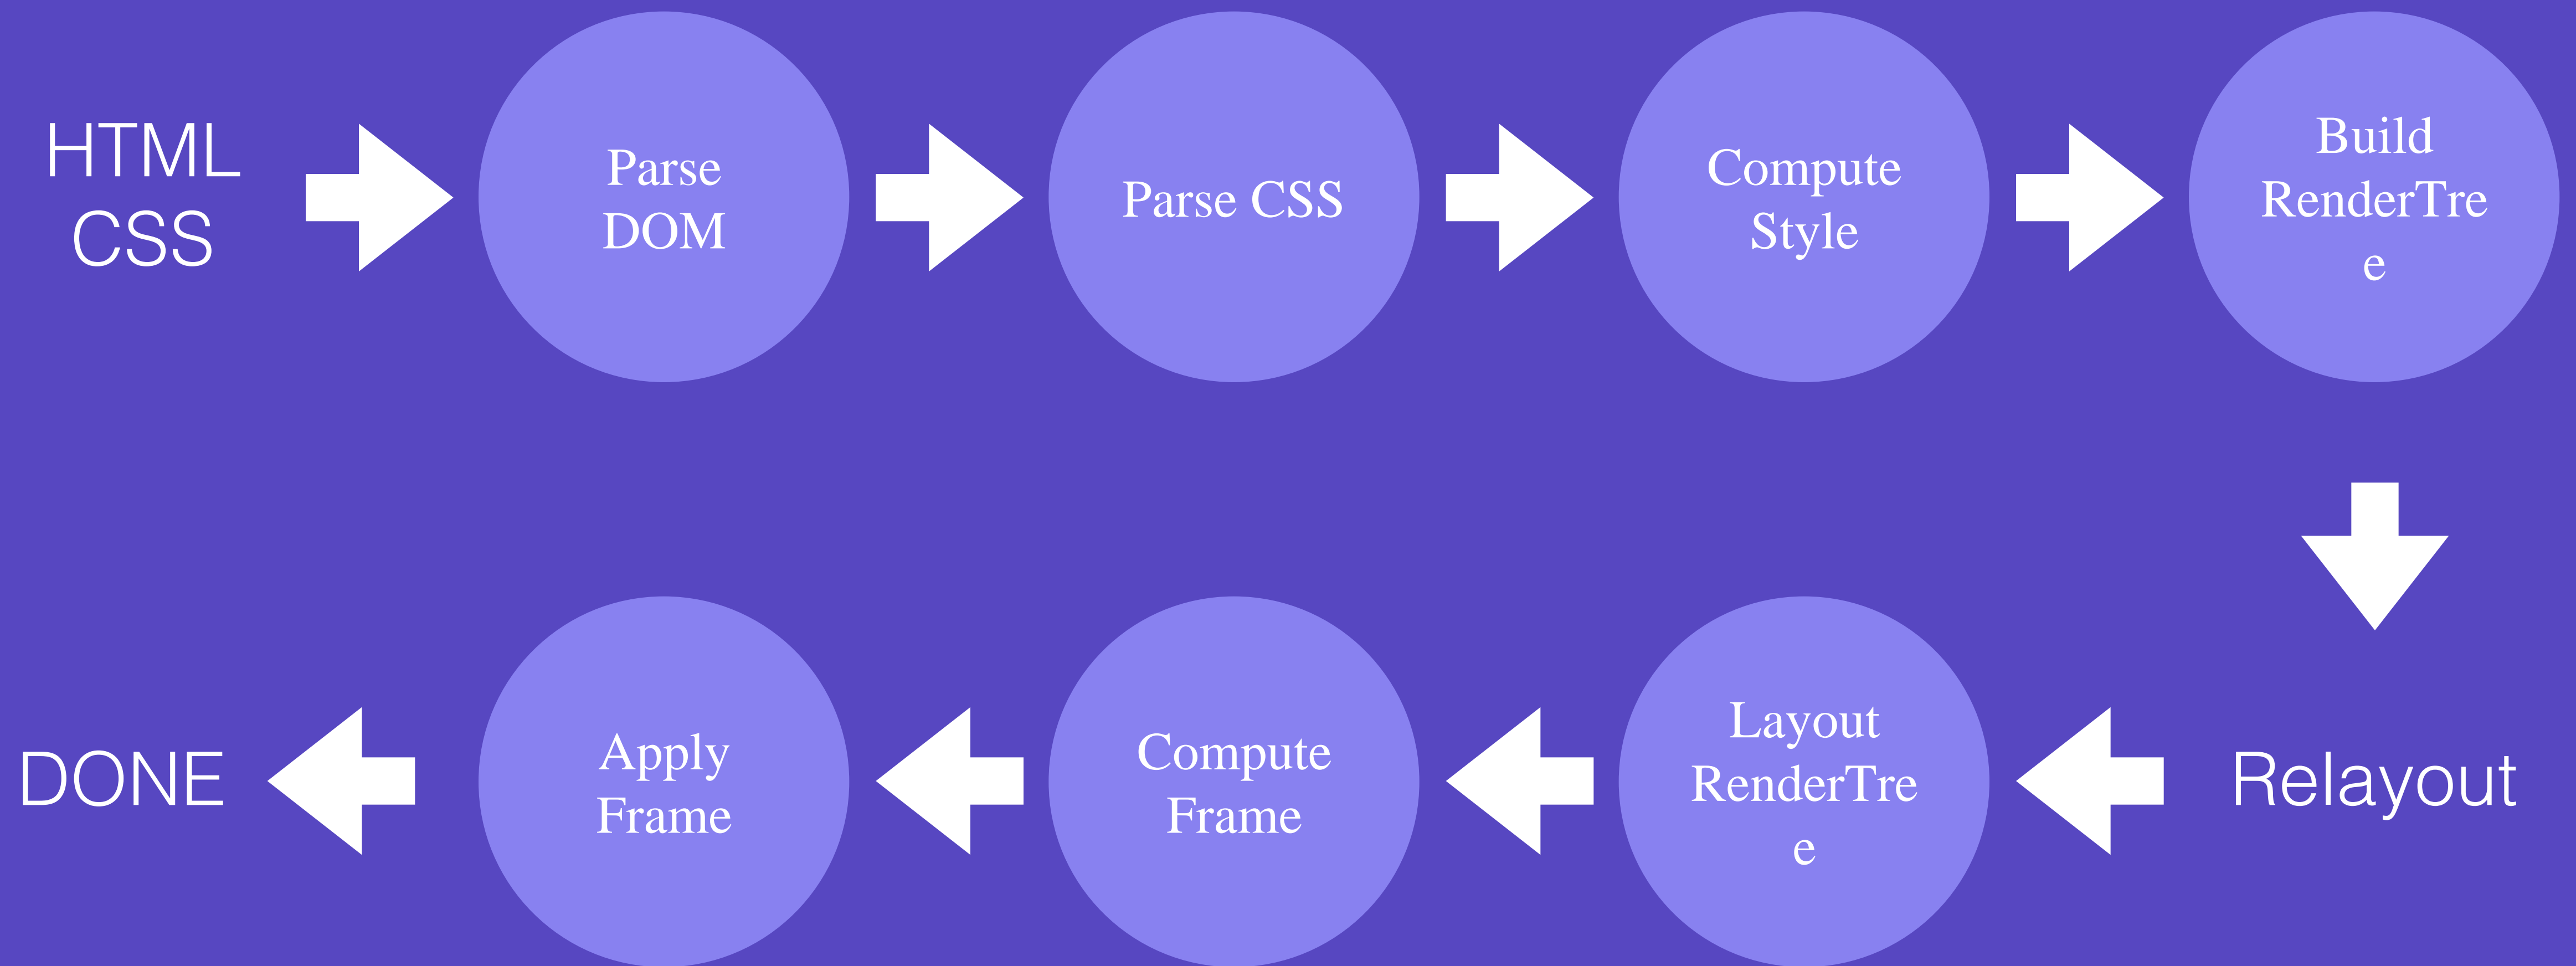 HTML
CSS
Parse
DOM
Parse CSS
Compute
Style
Build
RenderTre
e
Relayout
Layout
RenderTre
e
Compute
Frame
Apply
Frame
DONE